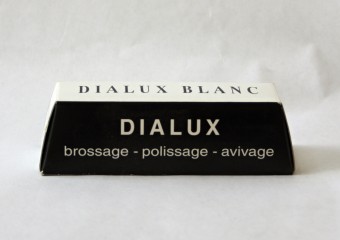 DIALUX BLANC
DIALUX
brossage - polissage - avivage